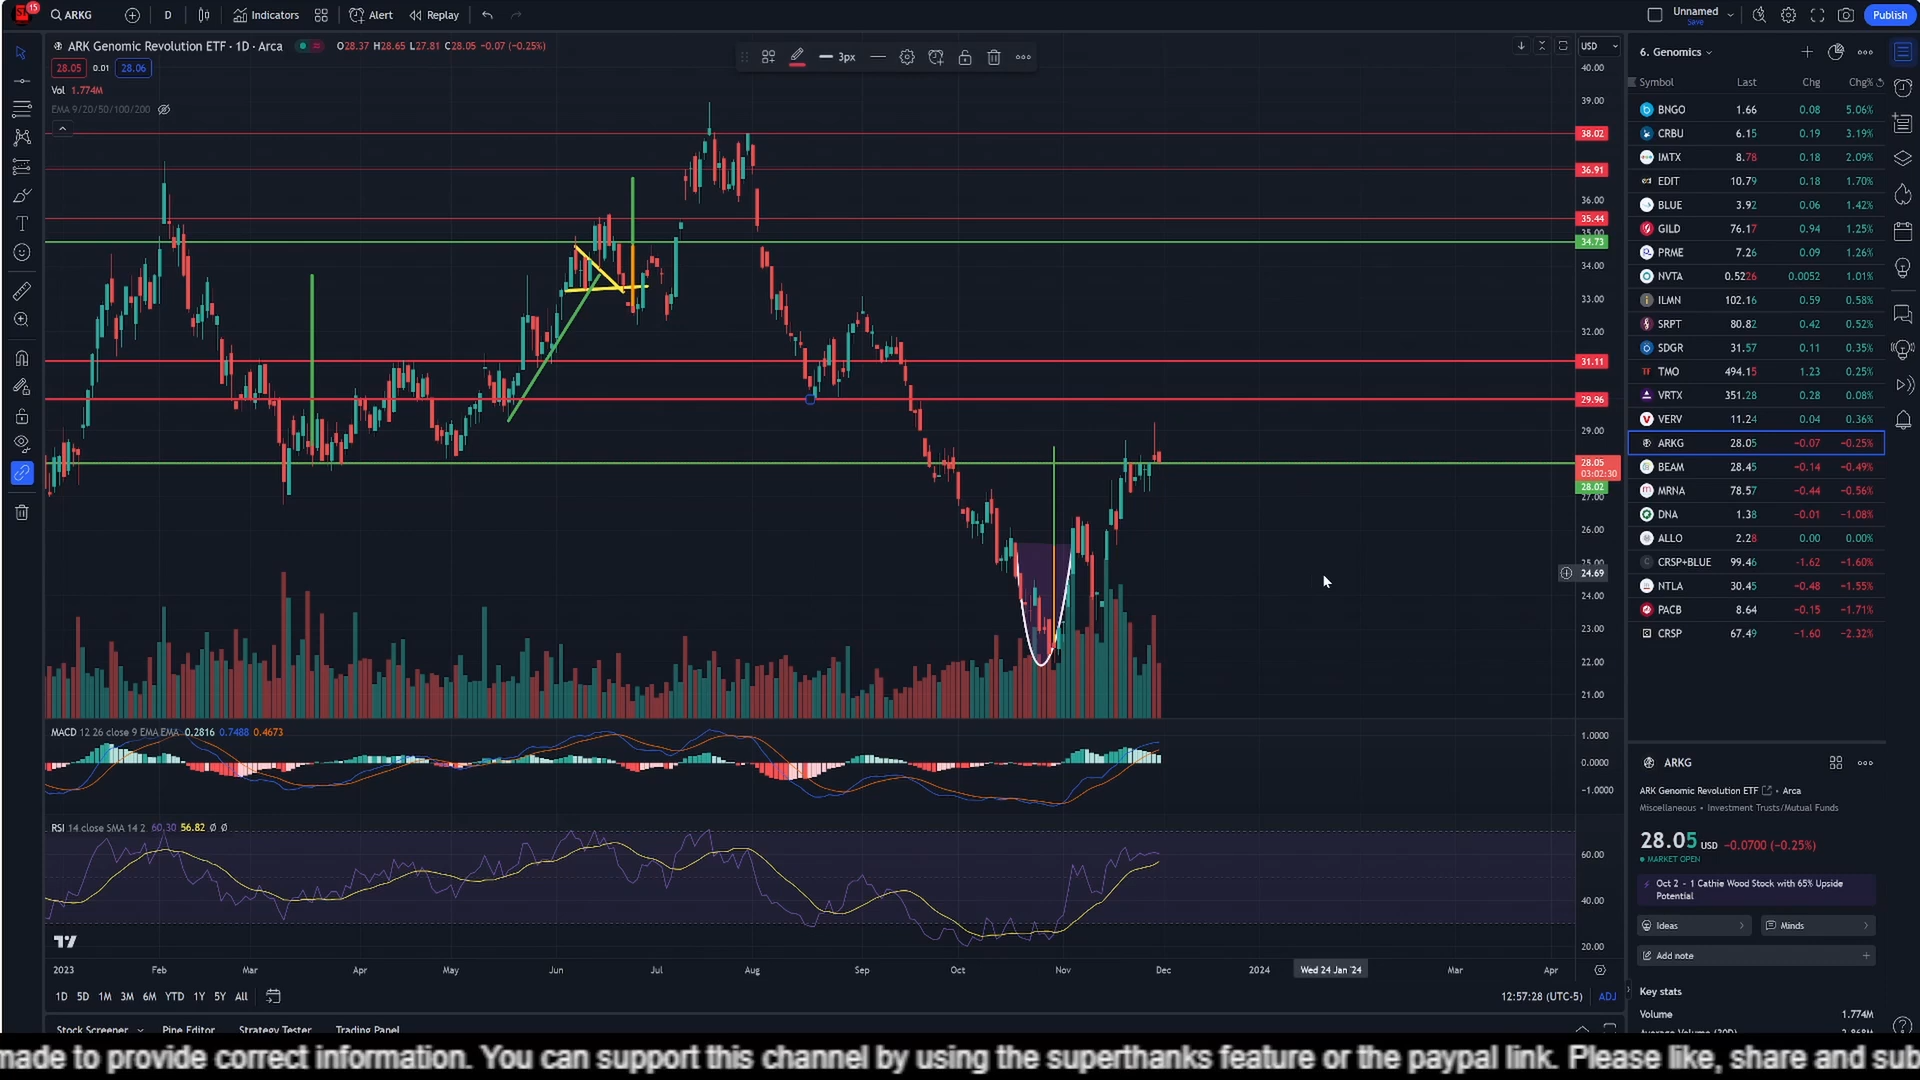 15
ARKG
D
Indicators
Alert
Replay
Unnamed
Save
Publish
ARK Genomic Revolution ETF · 1D · Arca
O28.37 H28.65 L27.81 C28.05 −0.07 (−0.25%)
28.05 0.01 28.06
Vol 1.774M
EMA 9/20/50/100/200
3px
USD
40.00
39.00
38.02
36.91
36.00
35.44
35.00
34.73
34.00
33.00
32.00
31.11
29.96
29.00
28.05
03:02:30
28.02
27.00
26.00
25.00
24.69
24.00
23.00
22.00
21.00
MACD 12 26 close 9 EMA EMA 0.2816 0.7488 0.4673
1.0000
0.0000
−1.0000
RSI 14 close SMA 14 2 60.30 56.82 Ø Ø
60.00
40.00
20.00
2023 Feb Mar Apr May Jun Jul Aug Sep Oct Nov Dec 2024 Wed 24 Jan '24 Mar Apr
1D 5D 1M 3M 6M YTD 1Y 5Y All
12:57:28 (UTC-5) ADJ
Stock Screener Pine Editor Strategy Tester Trading Panel
6. Genomics
Symbol Last Chg Chg%
BNGO 1.66 0.08 5.06%
CRBU 6.15 0.19 3.19%
IMTX 8.78 0.18 2.09%
EDIT 10.79 0.18 1.70%
BLUE 3.92 0.06 1.42%
GILD 76.17 0.94 1.25%
PRME 7.26 0.09 1.26%
NVTA 0.5226 0.0052 1.01%
ILMN 102.16 0.59 0.58%
SRPT 80.82 0.42 0.52%
SDGR 31.57 0.11 0.35%
TMO 494.15 1.23 0.25%
VRTX 351.28 0.28 0.08%
VERV 11.24 0.04 0.36%
ARKG 28.05 −0.07 −0.25%
BEAM 28.45 −0.14 −0.49%
MRNA 78.57 −0.44 −0.56%
DNA 1.38 −0.01 −1.08%
ALLO 2.28 0.00 0.00%
CRSP+BLUE 99.46 −1.62 −1.60%
NTLA 30.45 −0.48 −1.55%
PACB 8.64 −0.15 −1.71%
CRSP 67.49 −1.60 −2.32%
ARKG
ARK Genomic Revolution ETF • Arca
Miscellaneous • Investment Trusts/Mutual Funds
28.05 USD −0.0700 (−0.25%)
MARKET OPEN
Oct 2 - 1 Cathie Wood Stock with 65% Upside
Potential
Ideas
Minds
Add note
Key stats
Volume 1.774M
made to provide correct information. You can support this channel by using the superthanks feature or the paypal link. Please like, share and sub